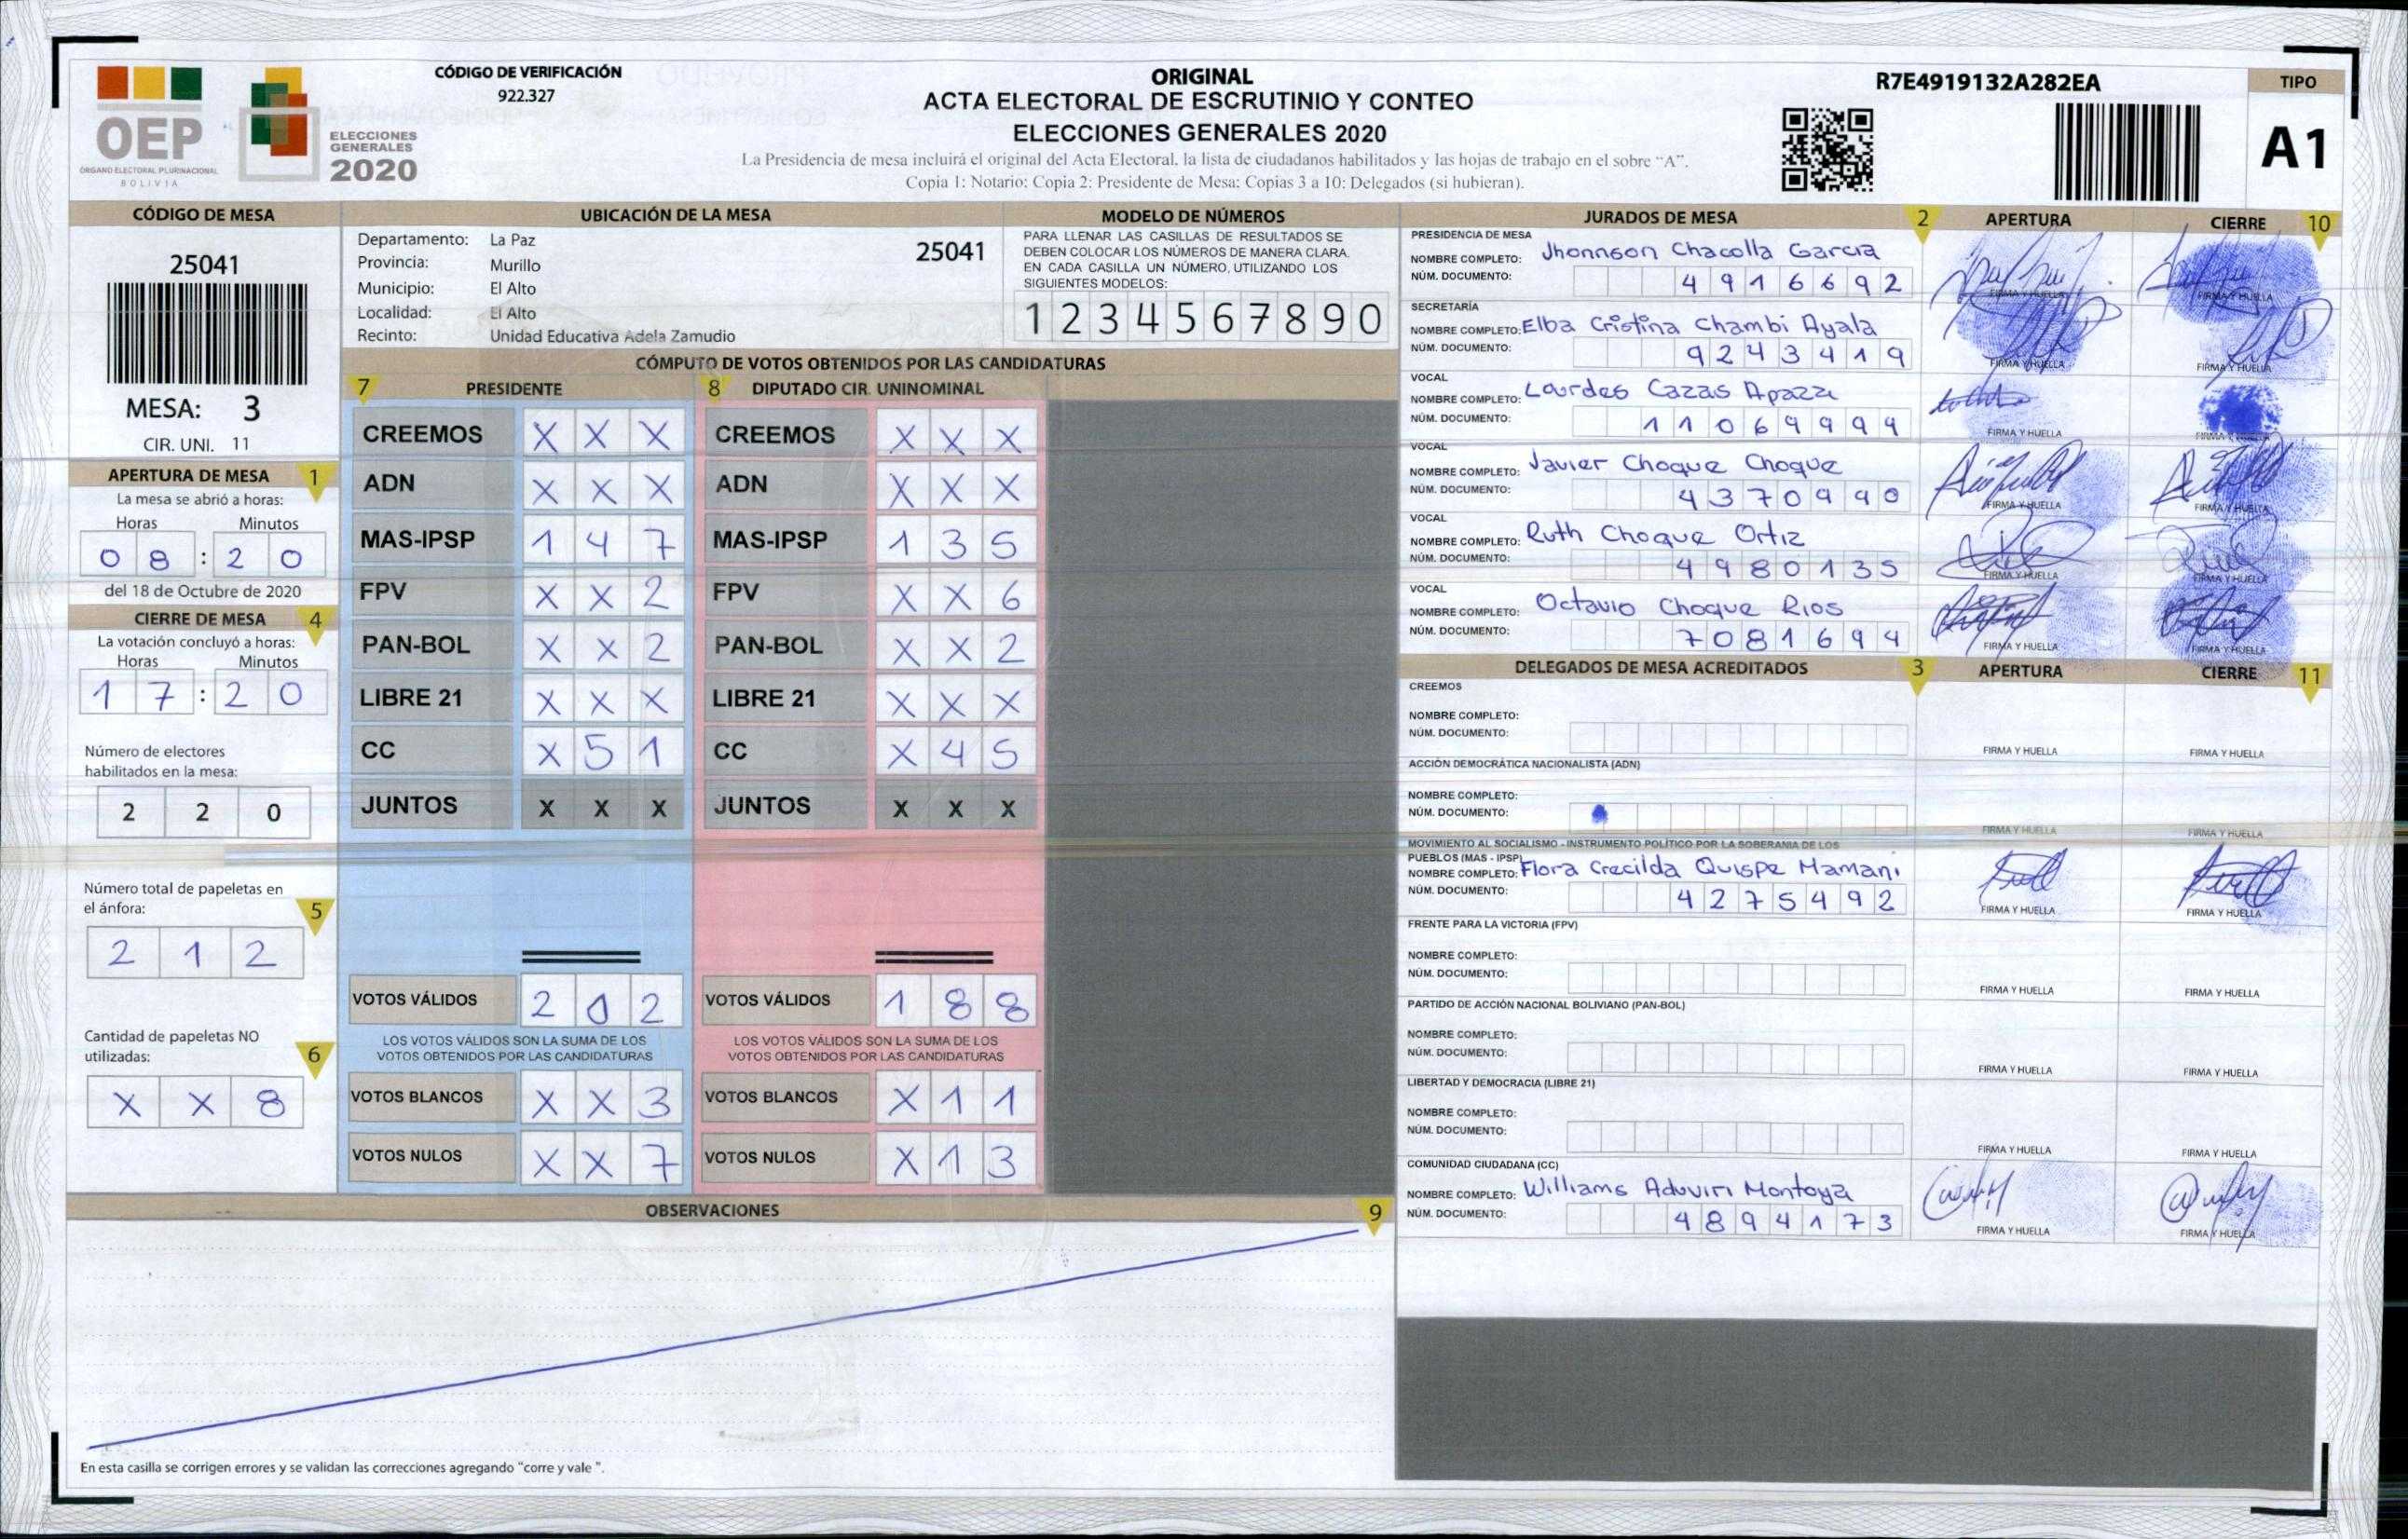 OEP
ÓRGANO ELECTORAL PLURINACIONAL
BOLIVIA
ELECCIONES
GENERALES
2020
CÓDIGO DE VERIFICACIÓN
922.327
ORIGINAL
ACTA ELECTORAL DE ESCRUTINIO Y CONTEO
ELECCIONES GENERALES 2020
La Presidencia de mesa incluirá el original del Acta Electoral, la lista de ciudadanos habilitados y las hojas de trabajo en el sobre “A”.
Copia 1: Notario; Copia 2: Presidente de Mesa; Copias 3 a 10: Delegados (si hubieran).
R7E4919132A282EA
TIPO
A1
CÓDIGO DE MESA
25041
MESA: 3
CIR. UNI. 11
APERTURA DE MESA 1
La mesa se abrió a horas:
Horas Minutos
08:20
del 18 de Octubre de 2020
CIERRE DE MESA 4
La votación concluyó a horas:
Horas Minutos
17:20
Número de electores
habilitados en la mesa:
2 2 0
Número total de papeletas en
el ánfora: 5
2 1 2
Cantidad de papeletas NO
utilizadas: 6
X X 8
UBICACIÓN DE LA MESA
Departamento: La Paz
25041
Provincia: Murillo
Municipio: El Alto
Localidad: El Alto
Recinto: Unidad Educativa Adela Zamudio
MODELO DE NÚMEROS
PARA LLENAR LAS CASILLAS DE RESULTADOS SE
DEBEN COLOCAR LOS NÚMEROS DE MANERA CLARA.
EN CADA CASILLA UN NÚMERO, UTILIZANDO LOS
SIGUIENTES MODELOS:
1 2 3 4 5 6 7 8 9 0
CÓMPUTO DE VOTOS OBTENIDOS POR LAS CANDIDATURAS
7 PRESIDENTE 8 DIPUTADO CIR. UNINOMINAL
CREEMOS X X X CREEMOS X X X
ADN X X X ADN X X X
MAS-IPSP 1 4 7 MAS-IPSP 1 3 5
FPV X X 2 FPV X X 6
PAN-BOL X X 2 PAN-BOL X X 2
LIBRE 21 X X X LIBRE 21 X X X
CC X 5 1 CC X 4 5
JUNTOS X X X JUNTOS X X X
VOTOS VÁLIDOS 2 0 2 VOTOS VÁLIDOS 1 8 8
LOS VOTOS VÁLIDOS SON LA SUMA DE LOS LOS VOTOS VÁLIDOS SON LA SUMA DE LOS
VOTOS OBTENIDOS POR LAS CANDIDATURAS VOTOS OBTENIDOS POR LAS CANDIDATURAS
VOTOS BLANCOS X X 3 VOTOS BLANCOS X 1 1
VOTOS NULOS X X 7 VOTOS NULOS X 1 3
OBSERVACIONES 9
En esta casilla se corrigen errores y se validan las correcciones agregando "corre y vale ".
JURADOS DE MESA 2 APERTURA CIERRE 10
PRESIDENCIA DE MESA
NOMBRE COMPLETO: Jhonnson Chacolla Garcia
NÚM. DOCUMENTO: 4916692
FIRMA Y HUELLA FIRMA Y HUELLA
SECRETARÍA
NOMBRE COMPLETO: Elba Cristina Chambi Ayala
NÚM. DOCUMENTO: 9243419
FIRMA Y HUELLA FIRMA Y HUELLA
VOCAL
NOMBRE COMPLETO: Lourdes Cazas Apaza
NÚM. DOCUMENTO: 11069994
FIRMA Y HUELLA FIRMA Y HUELLA
VOCAL
NOMBRE COMPLETO: Javier Choque Choque
NÚM. DOCUMENTO: 4370990
FIRMA Y HUELLA FIRMA Y HUELLA
VOCAL
NOMBRE COMPLETO: Ruth Choque Ortiz
NÚM. DOCUMENTO: 4980135
FIRMA Y HUELLA FIRMA Y HUELLA
VOCAL
NOMBRE COMPLETO: Octavio Choque Rios
NÚM. DOCUMENTO: 7081694
FIRMA Y HUELLA FIRMA Y HUELLA
DELEGADOS DE MESA ACREDITADOS 3 APERTURA CIERRE 11
CREEMOS
NOMBRE COMPLETO:
NÚM. DOCUMENTO:
FIRMA Y HUELLA FIRMA Y HUELLA
ACCIÓN DEMOCRÁTICA NACIONALISTA (ADN)
NOMBRE COMPLETO:
NÚM. DOCUMENTO:
FIRMA Y HUELLA FIRMA Y HUELLA
MOVIMIENTO AL SOCIALISMO - INSTRUMENTO POLÍTICO POR LA SOBERANIA DE LOS
PUEBLOS (MAS - IPSP)
NOMBRE COMPLETO: Flora Crecilda Quispe Mamani
NÚM. DOCUMENTO: 4275492
FIRMA Y HUELLA FIRMA Y HUELLA
FRENTE PARA LA VICTORIA (FPV)
NOMBRE COMPLETO:
NÚM. DOCUMENTO:
FIRMA Y HUELLA FIRMA Y HUELLA
PARTIDO DE ACCIÓN NACIONAL BOLIVIANO (PAN-BOL)
NOMBRE COMPLETO:
NÚM. DOCUMENTO:
FIRMA Y HUELLA FIRMA Y HUELLA
LIBERTAD Y DEMOCRACIA (LIBRE 21)
NOMBRE COMPLETO:
NÚM. DOCUMENTO:
FIRMA Y HUELLA FIRMA Y HUELLA
COMUNIDAD CIUDADANA (CC)
NOMBRE COMPLETO: Williams Aduviri Montoya
NÚM. DOCUMENTO: 4894173
FIRMA Y HUELLA FIRMA Y HUELLA